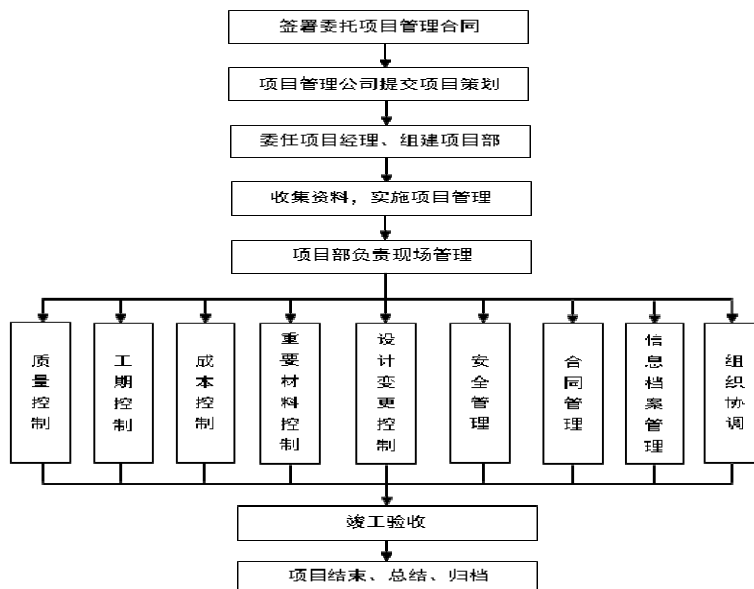 签署委托项目管理合同
项目管理公司提交项目策划
委任项目经理、组建项目部
收集资料，实施项目管理
项目部负责现场管理
质量控制
工期控制
成本控制
重要材料控制
设计变更控制
安全管理
合同管理
信息档案管理
组织协调
竣工验收
项目结束、总结、归档